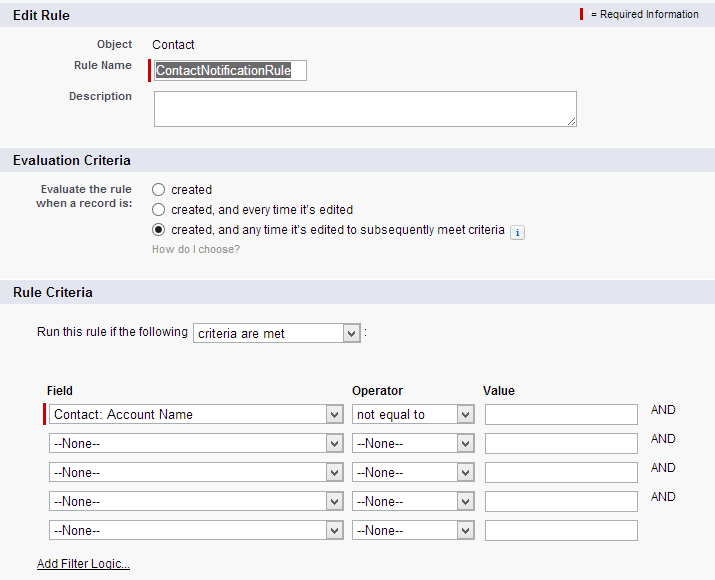 Edit Rule
= Required Information
Object Contact
Rule Name ContactNotificationRule
Description
Evaluation Criteria
Evaluate the rule when a record is:
created
created, and every time it's edited
created, and any time it's edited to subsequently meet criteria i
How do I choose?
Rule Criteria
Run this rule if the following criteria are met :
Field Operator Value
Contact: Account Name not equal to AND
--None-- --None-- AND
--None-- --None-- AND
--None-- --None-- AND
--None-- --None--
Add Filter Logic...